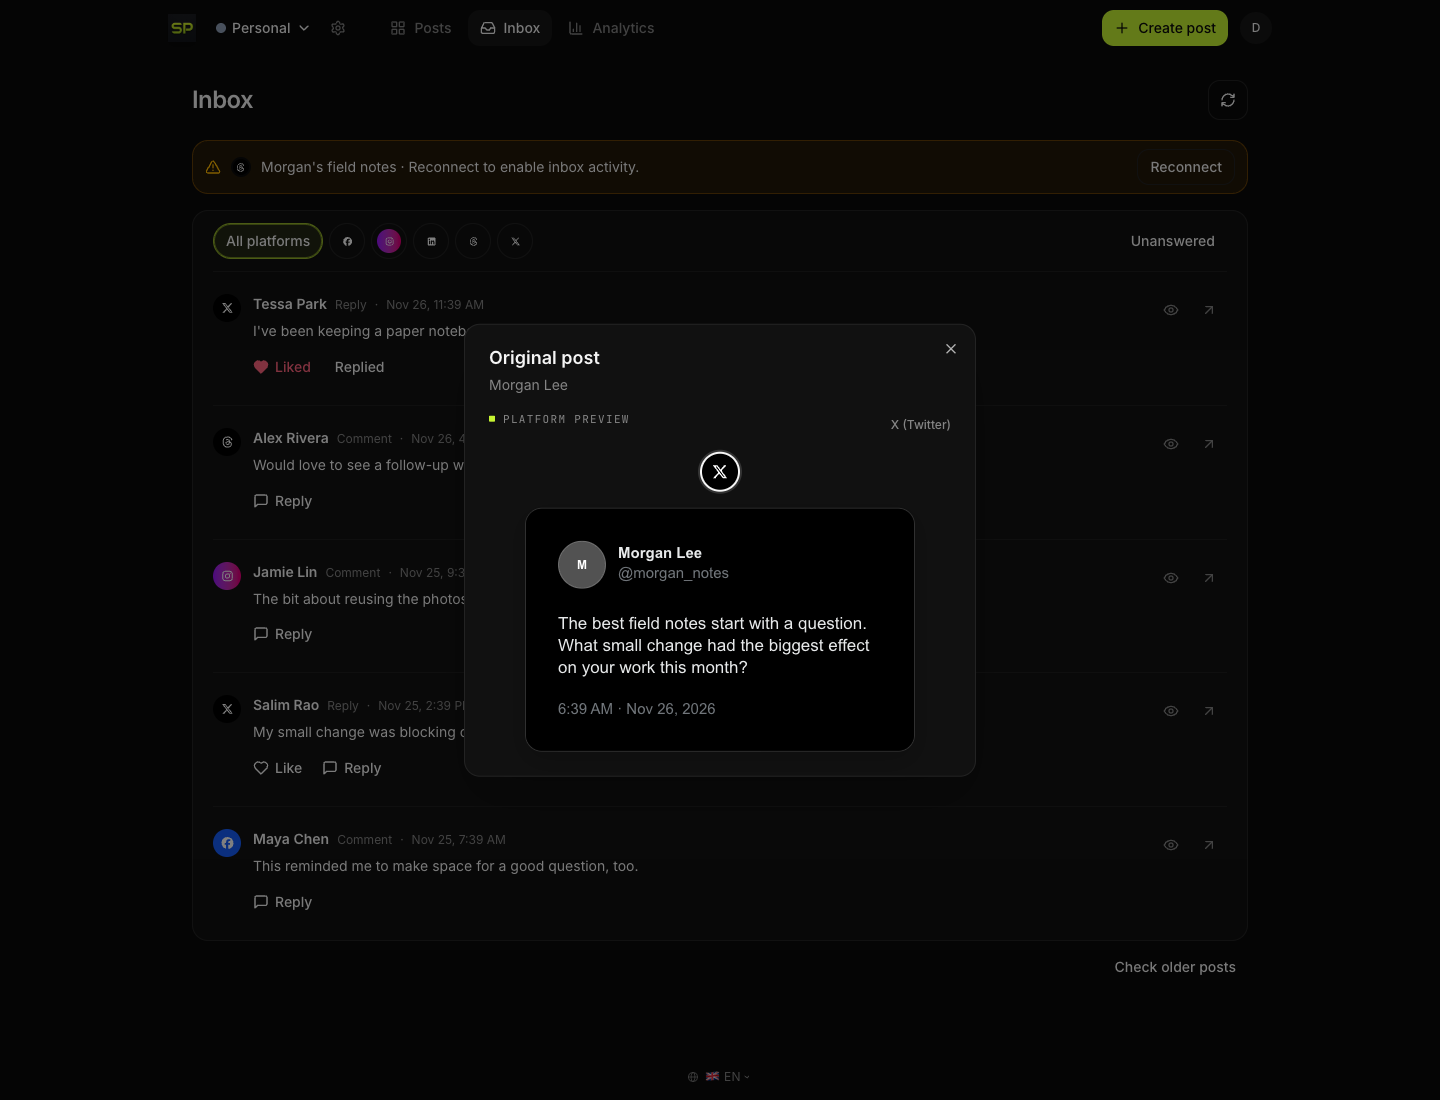 SP
Personal
Posts
Inbox
Analytics
Create post
D
Inbox
Morgan's field notes · Reconnect to enable inbox activity.
Reconnect
All platforms
Unanswered
Tessa Park Reply · Nov 26, 11:39 AM
I've been keeping a paper
Liked
Replied
Alex Rivera Comment · Nov 26,
Would love to see a follow-up
Reply
Jamie Lin Comment · Nov 25,
The bit about reusing the
Reply
Salim Rao Reply · Nov 25, 2:39
My small change was blocking
Like
Reply
Maya Chen Comment · Nov 25, 7:39 AM
This reminded me to make space for a good question, too.
Reply
Check older posts
EN
Original post
Morgan Lee
PLATFORM PREVIEW
X (Twitter)
M
Morgan Lee
@morgan_notes
The best field notes start with a question.
What small change had the biggest effect
on your work this month?
6:39 AM · Nov 26, 2026